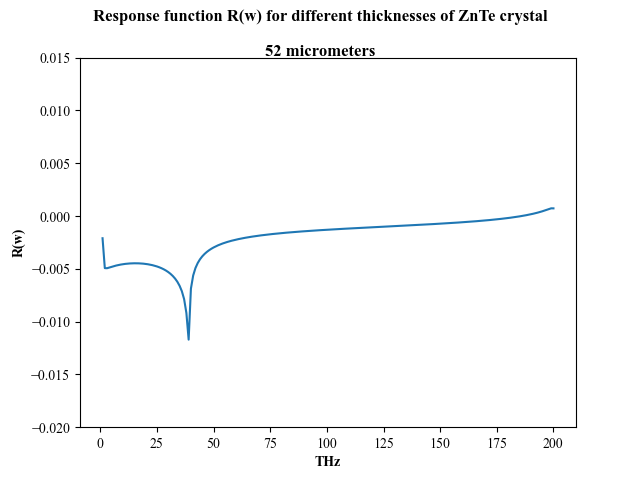 Response function R(w) for different thicknesses of ZnTe crystal
52 micrometers
0.015
0.010
0.005
0.000
−0.005
−0.010
−0.015
−0.020
R(w)
0 25 50 75 100 125 150 175 200
THz